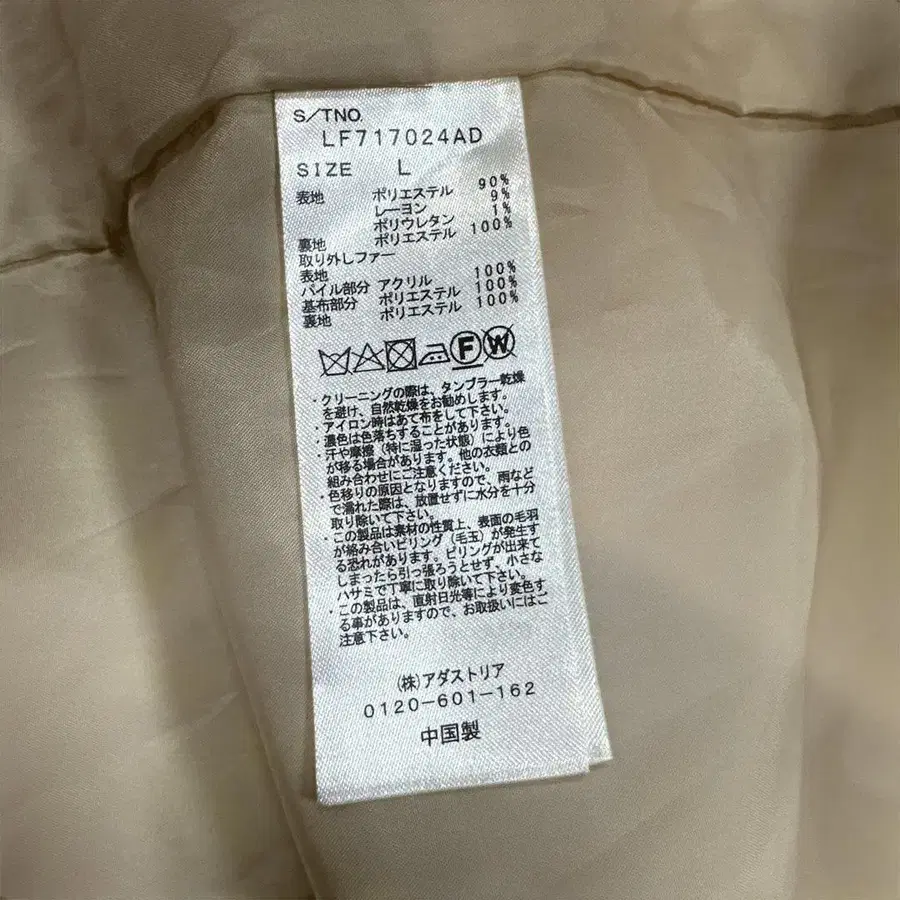 S/TNO.
LF717024AD
SIZE L
表地 ポリエステル 90%
レーヨン 9%
ポリウレタン 1%
裏地 ポリエステル 100%
取り外しファー
表地
パイル部分 アクリル 100%
基布部分 ポリエステル 100%
裏地 ポリエステル 100%
F W
・クリーニングの際は、タンブラー乾燥
を避け、自然乾燥をお勧めします。
・アイロン時はあて布をして下さい。
・濃色は色落ちすることがあります。
・汗や摩擦（特に湿った状態）により色
が移る場合があります。他の衣類との
組み合わせにご注意ください。
・色移りの原因となりますので、雨など
で濡れた際は、放置せずに水分を十分
取り除いて下さい。
・この製品は素材の性質上、表面の毛羽
が絡み合いピリング（毛玉）が発生す
る恐れがあります。ピリングが出来て
しまったら引っ張ろうとせず、小さな
ハサミで丁寧に取り除いて下さい。
・この製品は、直射日光等により変色す
る事がありますので、お取扱いにはご
注意下さい。
（株）アダストリア
0120-601-162
中国製